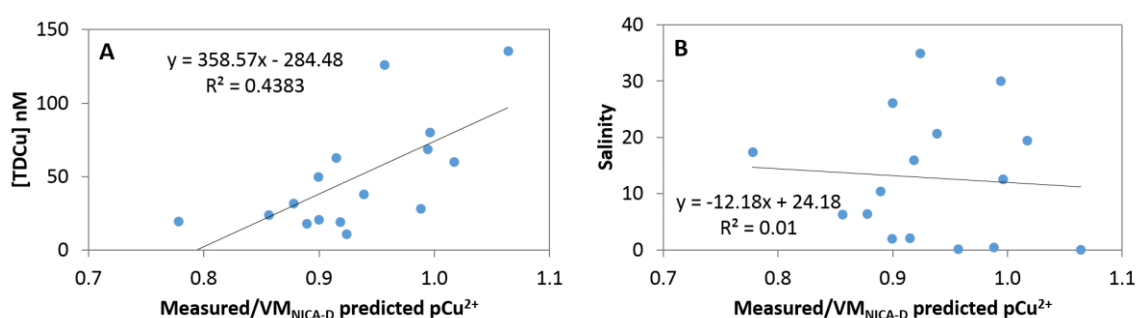 A
y = 358.57x - 284.48
R² = 0.4383
[TDCu] nM
150
100
50
0
0.7 0.8 0.9 1.0 1.1
Measured/VM_NICA-D predicted pCu²⁺
B
y = -12.18x + 24.18
R² = 0.01
Salinity
40
30
20
10
0
0.7 0.8 0.9 1.0 1.1
Measured/VM_NICA-D predicted pCu²⁺